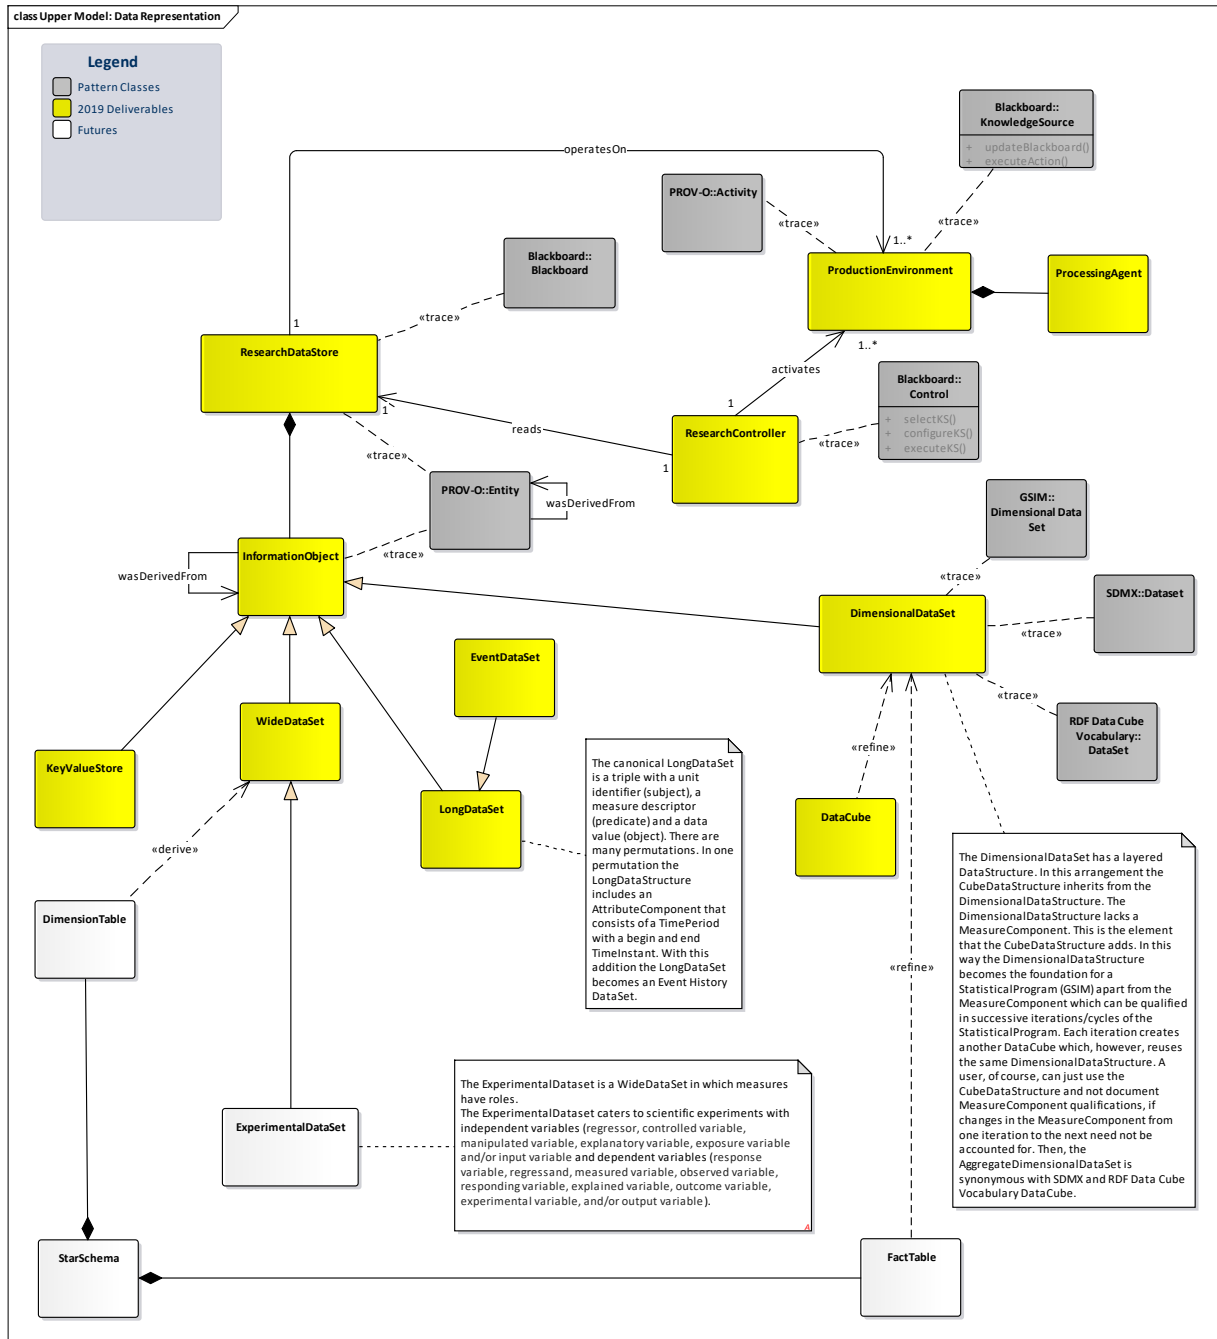 class Upper Model: Data Representation
Legend
Pattern Classes
2019 Deliverables
Futures
Blackboard::
KnowledgeSource
+ updateBlackboard()
+ executeAction()
operatesOn
PROV-O::Activity
«trace»
«trace»
1..*
Blackboard::
Blackboard
ProductionEnvironment
ProcessingAgent
«trace»
1
ResearchDataStore
1..*
activates
Blackboard::
Control
+ selectKS()
+ configureKS()
+ executeKS()
1
1
reads
ResearchController
«trace»
1
«trace»
PROV-O::Entity
wasDerivedFrom
GSIM::
Dimensional Data
Set
InformationObject
«trace»
wasDerivedFrom
«trace»
SDMX::Dataset
DimensionalDataSet
«trace»
EventDataSet
«trace»
RDF Data Cube
Vocabulary::
DataSet
WideDataSet
KeyValueStore
«refine»
LongDataSet
The canonical LongDataSet
is a triple with a unit
identifier (subject), a
measure descriptor
(predicate) and a data
value (object). There are
many permutations. In one
permutation the
LongDataStructure
includes an
AttributeComponent that
consists of a TimePeriod
with a begin and end
TimeInstant. With this
addition the LongDataSet
becomes an Event History
DataSet.
DataCube
«derive»
The DimensionalDataSet has a layered
DataStructure. In this arrangement the
CubeDataStructure inherits from the
DimensionalDataStructure. The
DimensionalDataStructure lacks a
MeasureComponent. This is the element
that the CubeDataStructure adds. In this
way the DimensionalDataStructure
becomes the foundation for a
StatisticalProgram (GSIM) apart from the
MeasureComponent which can be qualified
in successive iterations/cycles of the
StatisticalProgram. Each iteration creates
another DataCube which, however, reuses
the same DimensionalDataStructure. A
user, of course, can just use the
CubeDataStructure and not document
MeasureComponent qualifications, if
changes in the MeasureComponent from
one iteration to the next need not be
accounted for. Then, the
AggregateDimensionalDataSet is
synonymous with SDMX and RDF Data Cube
Vocabulary DataCube.
DimensionTable
«refine»
The ExperimentalDataset is a WideDataSet in which measures
have roles.
The ExperimentalDataset caters to scientific experiments with
independent variables (regressor, controlled variable,
manipulated variable, explanatory variable, exposure variable
and/or input variable and dependent variables (response
variable, regressand, measured variable, observed variable,
responding variable, explained variable, outcome variable,
experimental variable, and/or output variable).
A
ExperimentalDataSet
StarSchema
FactTable